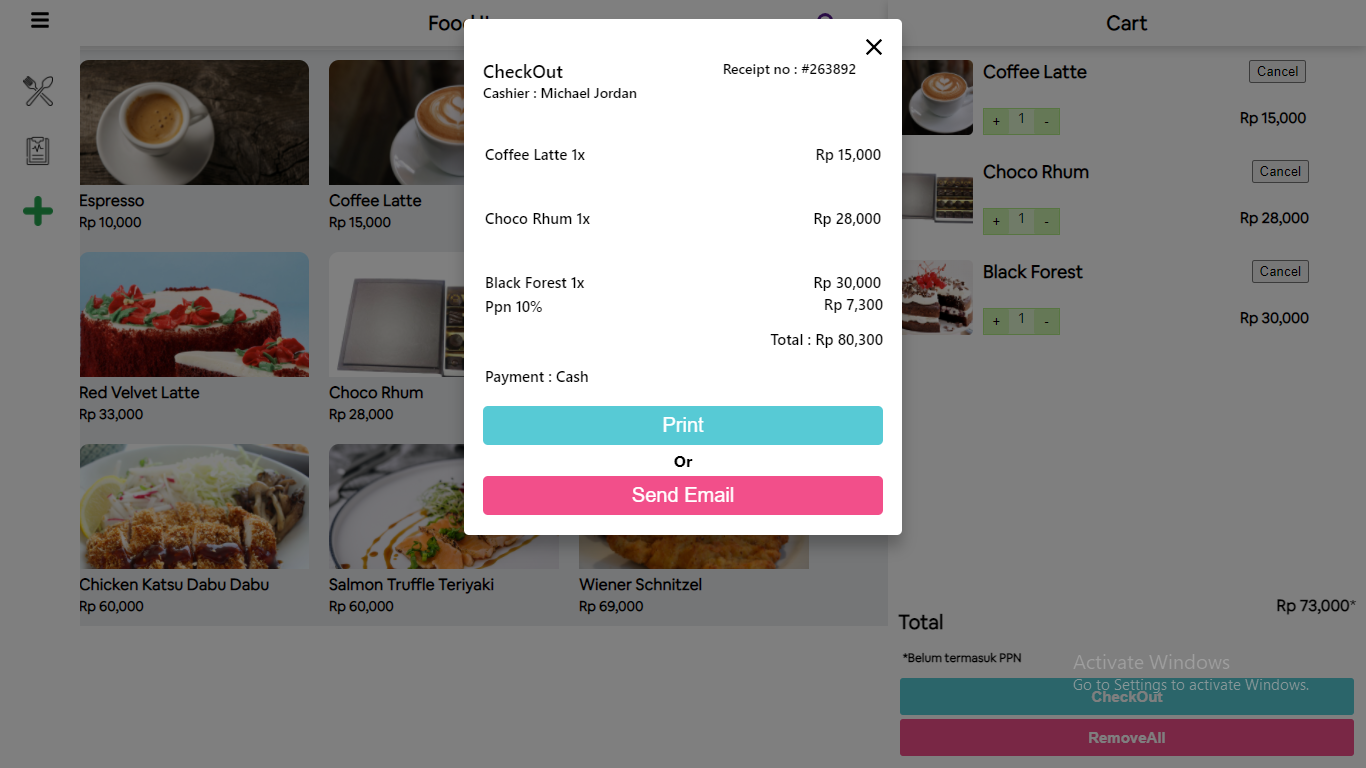 Cart
CheckOut
Receipt no : #263892
Cashier : Michael Jordan
Coffee Latte 1x
Rp 15,000
Choco Rhum 1x
Rp 28,000
Black Forest 1x
Rp 30,000
Ppn 10%
Rp 7,300
Total : Rp 80,300
Payment : Cash
Print
Or
Send Email
Espresso
Rp 10,000
Coffee Latte
Rp 15,000
Red Velvet Latte
Rp 33,000
Choco Rhum
Rp 28,000
Chicken Katsu Dabu Dabu
Rp 60,000
Salmon Truffle Teriyaki
Rp 60,000
Wiener Schnitzel
Rp 69,000
Coffee Latte
Cancel
+ 1 -
Rp 15,000
Choco Rhum
Cancel
+ 1 -
Rp 28,000
Black Forest
Cancel
+ 1 -
Rp 30,000
Rp 73,000*
Total
*Belum termasuk PPN
Activate Windows
Go to Settings to activate Windows.
CheckOut
RemoveAll